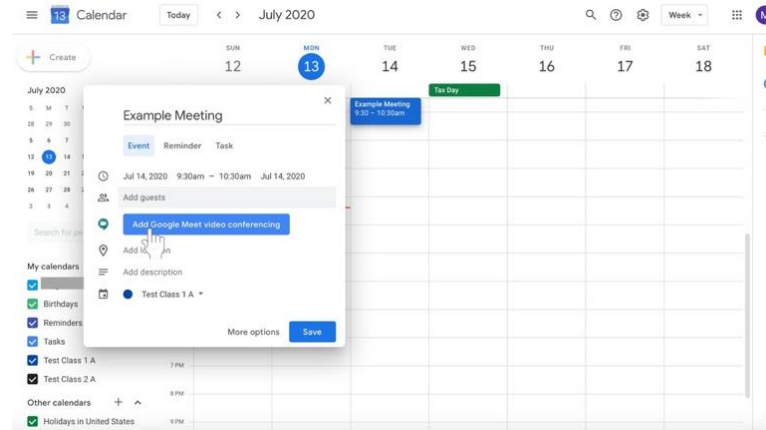 13 Calendar Today < > July 2020 Week
Create
SUN MON TUE WED THU FRI SAT
12 13 14 15 16 17 18
Tax Day
July 2020
S M T
28 29 30
5 6 7
12 13 14
19 20 21
26 27 28
2 3 4
Search for pe
My calendars
Birthdays
Reminders
Tasks
Test Class 1 A
Test Class 2 A
Other calendars
Holidays in United States
Example Meeting
Event Reminder Task
Jul 14, 2020 9:30am – 10:30am Jul 14, 2020
Add guests
Add Google Meet video conferencing
Add description
Test Class 1 A
More options Save
Example Meeting
9:30 – 10:30am
7 PM
8 PM
9 PM